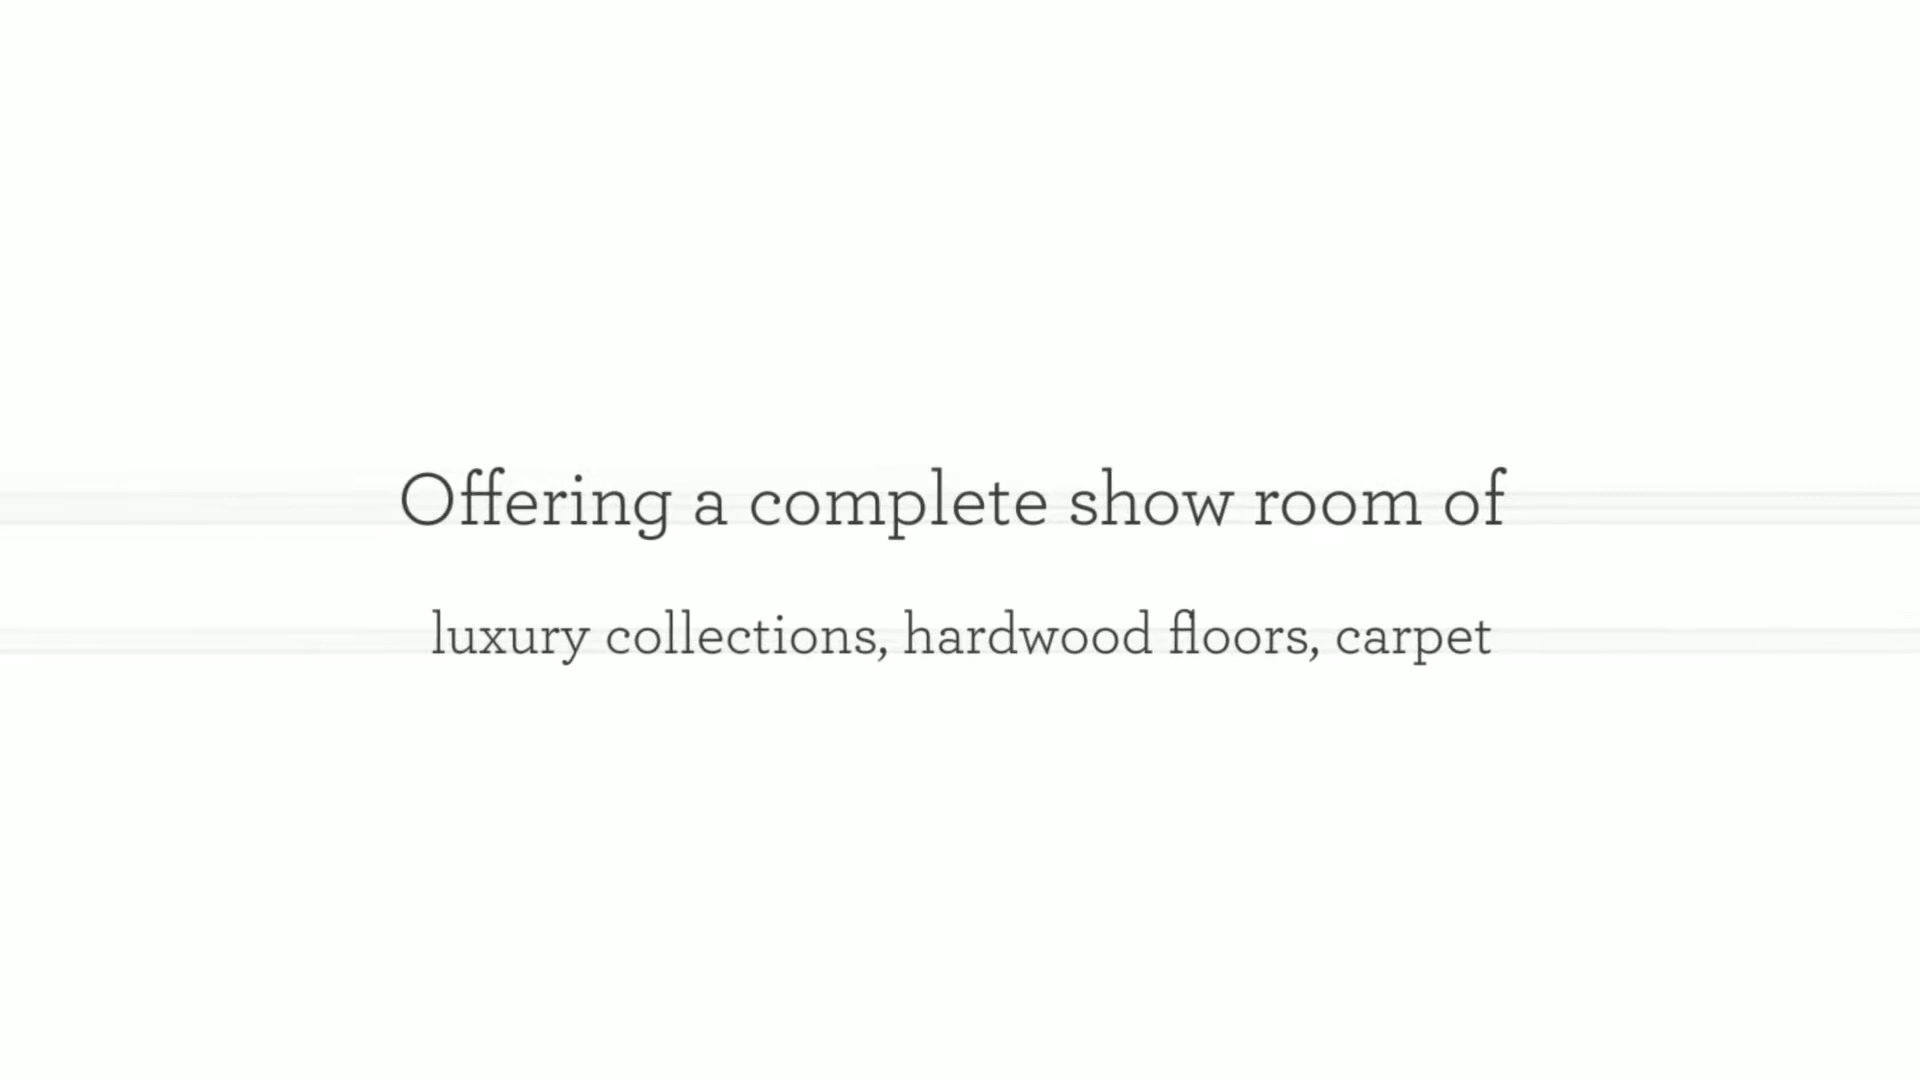 Offering a complete show room of
luxury collections, hardwood floors, carpet